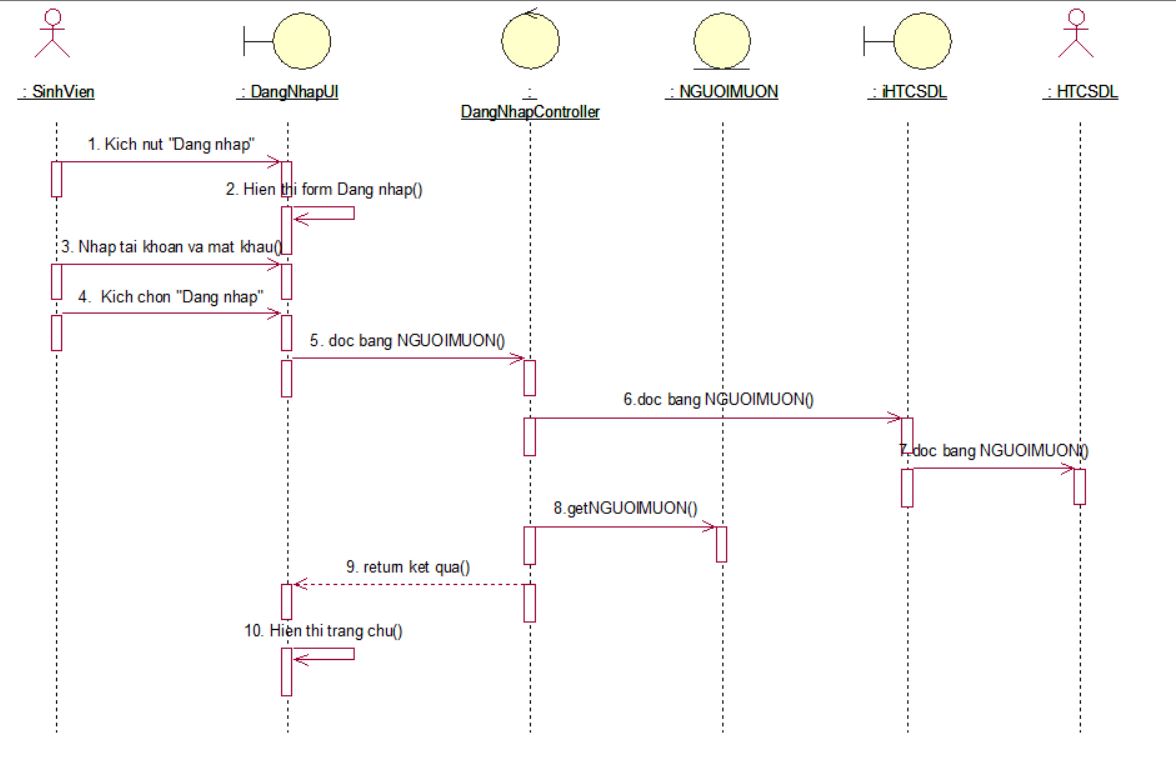 : SinhVien
: DangNhapUI
:
DangNhapController
: NGUOIMUON
: iHTCSDL
: HTCSDL
1. Kich nut "Dang nhap"
2. Hien thi form Dang nhap()
3. Nhap tai khoan va mat khau()
4. Kich chon "Dang nhap"
5. doc bang NGUOIMUON()
6.doc bang NGUOIMUON()
7.doc bang NGUOIMUON()
8.getNGUOIMUON()
9. return ket qua()
10. Hien thi trang chu()